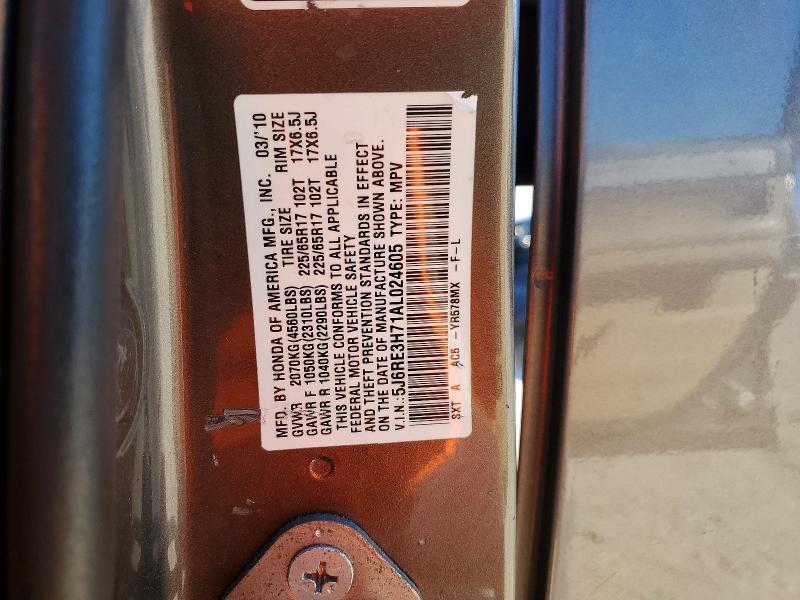 MFD. BY HONDA OF AMERICA MFG., INC. 03/'10
GVWR 2070KG(4560LBS) TIRE SIZE RIM SIZE
GAWR F 1050KG(2310LBS) 225/65R17 102T 17X6.5J
GAWR R 1040KG(2290LBS) 225/65R17 102T 17X6.5J
THIS VEHICLE CONFORMS TO ALL APPLICABLE
FEDERAL MOTOR VEHICLE SAFETY
AND THEFT PREVENTION STANDARDS IN EFFECT
ON THE DATE OF MANUFACTURE SHOWN ABOVE.
V.I.N.:5J6RE3H71AL024605 TYPE: MPV
SXT A AC5 -YR578MX -F-L